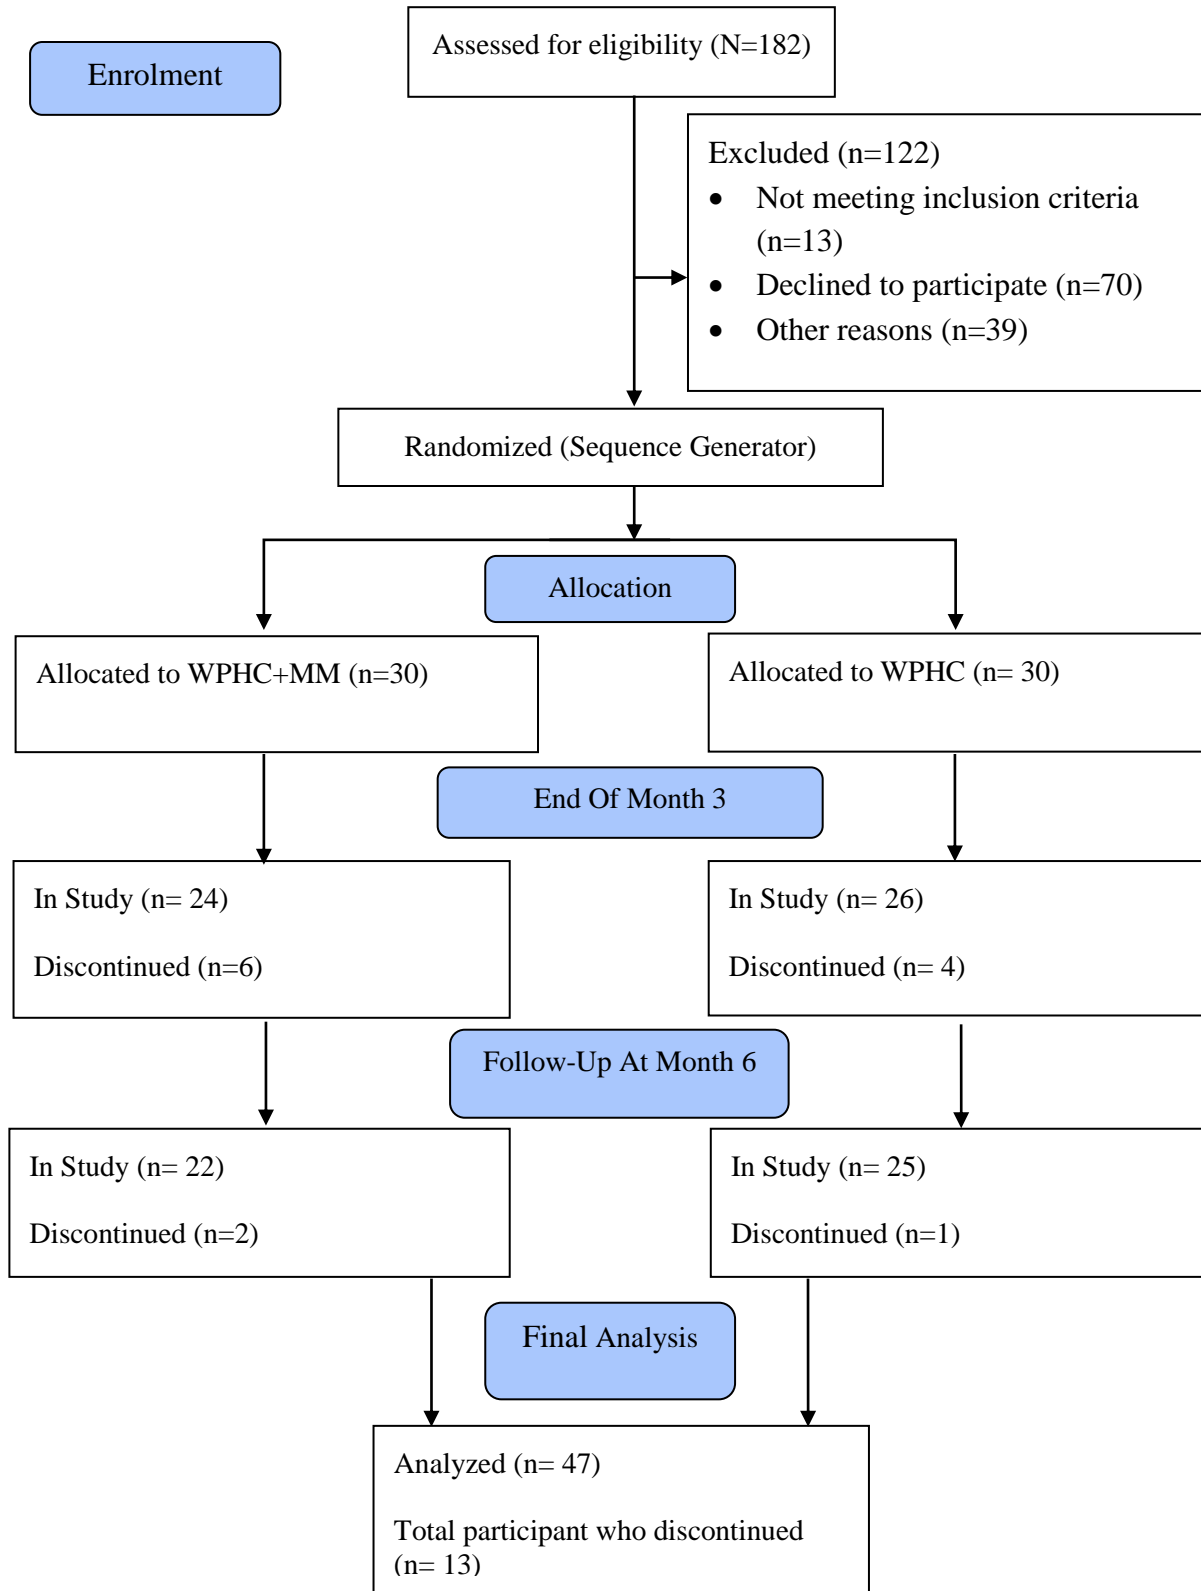 Assessed for eligibility (N=182)
Enrolment
Excluded (n=122)
• Not meeting inclusion criteria
(n=13)
• Declined to participate (n=70)
• Other reasons (n=39)
Randomized (Sequence Generator)
Allocation
Allocated to WPHC+MM (n=30)
Allocated to WPHC (n= 30)
End Of Month 3
In Study (n= 24)
Discontinued (n=6)
In Study (n= 26)
Discontinued (n= 4)
Follow-Up At Month 6
In Study (n= 22)
Discontinued (n=2)
In Study (n= 25)
Discontinued (n=1)
Final Analysis
Analyzed (n= 47)
Total participant who discontinued
(n= 13)